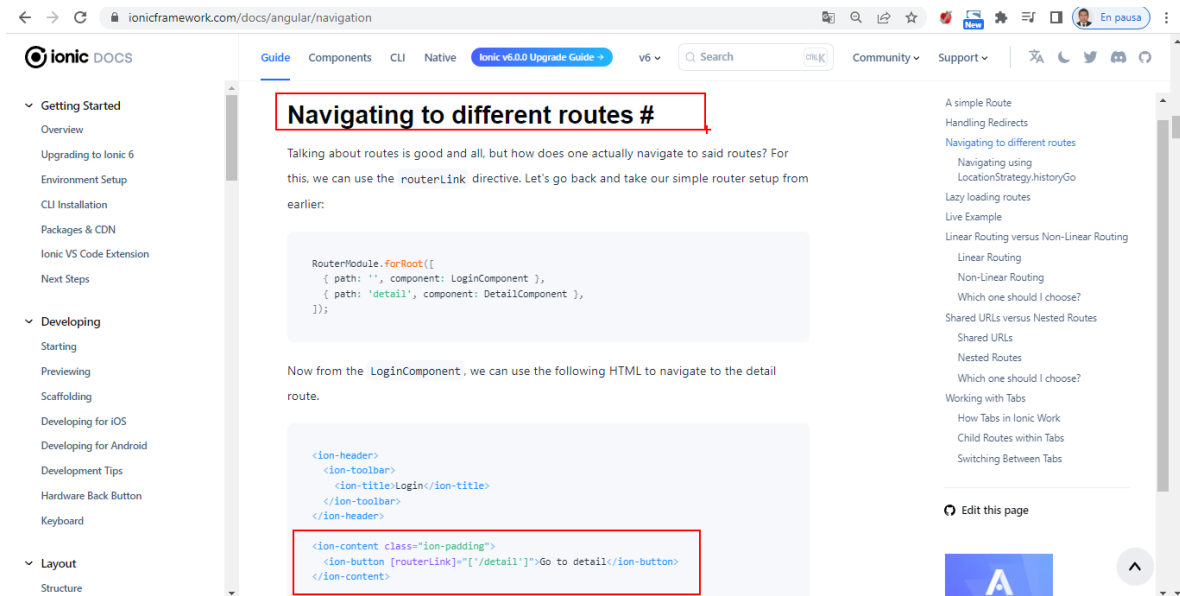 ionicframework.com/docs/angular/navigation
New
En pausa
ionic DOCS
Guide Components CLI Native Ionic v6.0.0 Upgrade Guide → v6 Search CTRL K Community Support
Getting Started
Overview
Upgrading to Ionic 6
Environment Setup
CLI Installation
Packages & CDN
Ionic VS Code Extension
Next Steps
Developing
Starting
Previewing
Scaffolding
Developing for iOS
Developing for Android
Development Tips
Hardware Back Button
Keyboard
Layout
Structure
Navigating to different routes #
Talking about routes is good and all, but how does one actually navigate to said routes? For
this, we can use the routerLink directive. Let's go back and take our simple router setup from
earlier:
RouterModule.forRoot([
  { path: '', component: LoginComponent },
  { path: 'detail', component: DetailComponent },
]);
Now from the LoginComponent, we can use the following HTML to navigate to the detail
route.
<ion-header>
  <ion-toolbar>
    <ion-title>Login</ion-title>
  </ion-toolbar>
</ion-header>
<ion-content class="ion-padding">
  <ion-button [routerLink]="['/detail']">Go to detail</ion-button>
</ion-content>
A simple Route
Handling Redirects
Navigating to different routes
Navigating using
LocationStrategy.historyGo
Lazy loading routes
Live Example
Linear Routing versus Non-Linear Routing
Linear Routing
Non-Linear Routing
Which one should I choose?
Shared URLs versus Nested Routes
Shared URLs
Nested Routes
Which one should I choose?
Working with Tabs
How Tabs in Ionic Work
Child Routes within Tabs
Switching Between Tabs
Edit this page